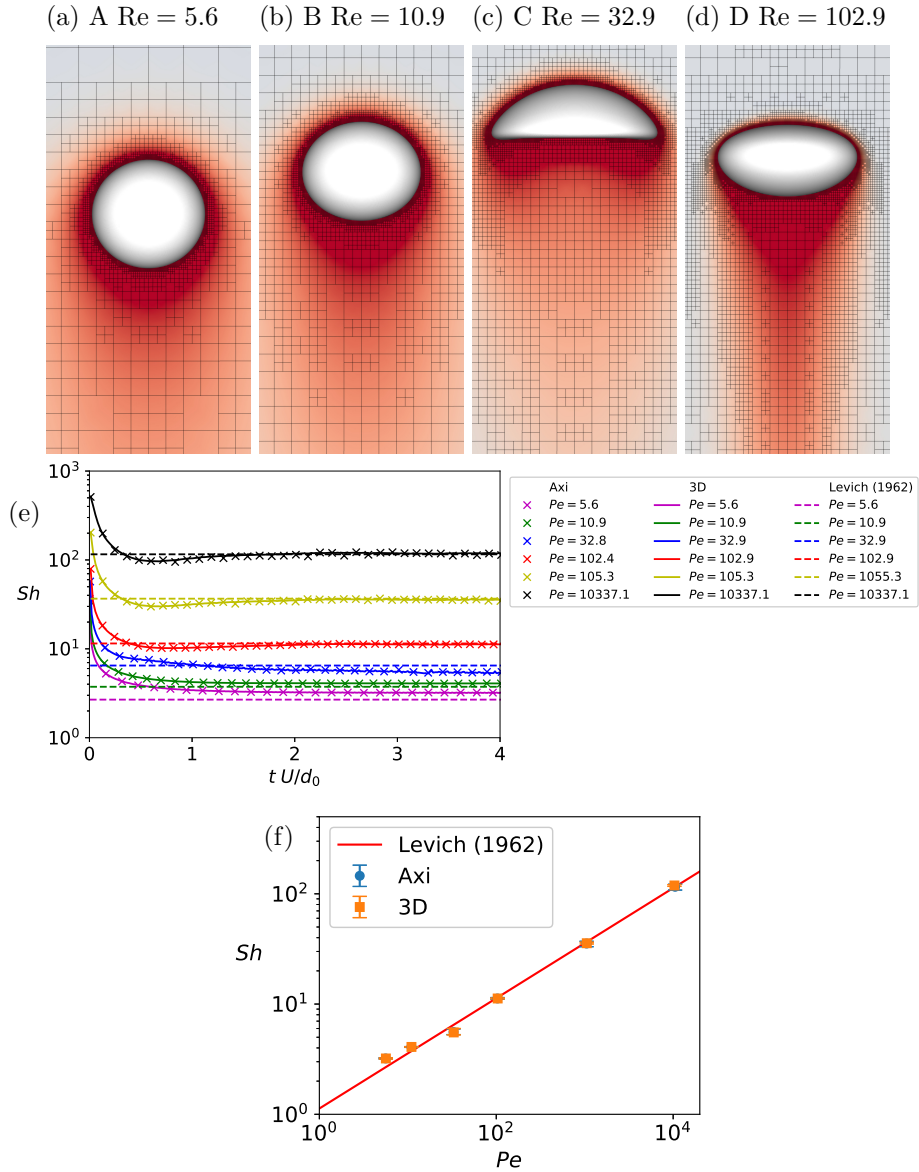 (a) A Re = 5.6 (b) B Re = 10.9 (c) C Re = 32.9 (d) D Re = 102.9
(e)
Sh
10³
10²
10¹
10⁰
0 1 2 3 4
t U/d₀
Axi 3D Levich (1962)
Pe = 5.6 Pe = 5.6 Pe = 5.6
Pe = 10.9 Pe = 10.9 Pe = 10.9
Pe = 32.8 Pe = 32.9 Pe = 32.9
Pe = 102.4 Pe = 102.9 Pe = 102.9
Pe = 105.3 Pe = 105.3 Pe = 1055.3
Pe = 10337.1 Pe = 10337.1 Pe = 10337.1
(f)
Levich (1962)
Axi
3D
Sh
10²
10¹
10⁰
10⁰ 10² 10⁴
Pe